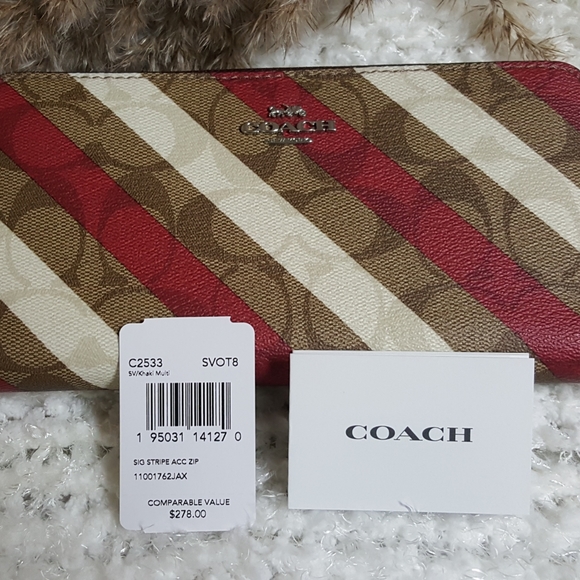 COACH
C2533 SVOT8
SV/Khaki Multi
1 95031 14127 0
SIG STRIPE ACC ZIP
11001762JAX
COMPARABLE VALUE
$278.00
COACH